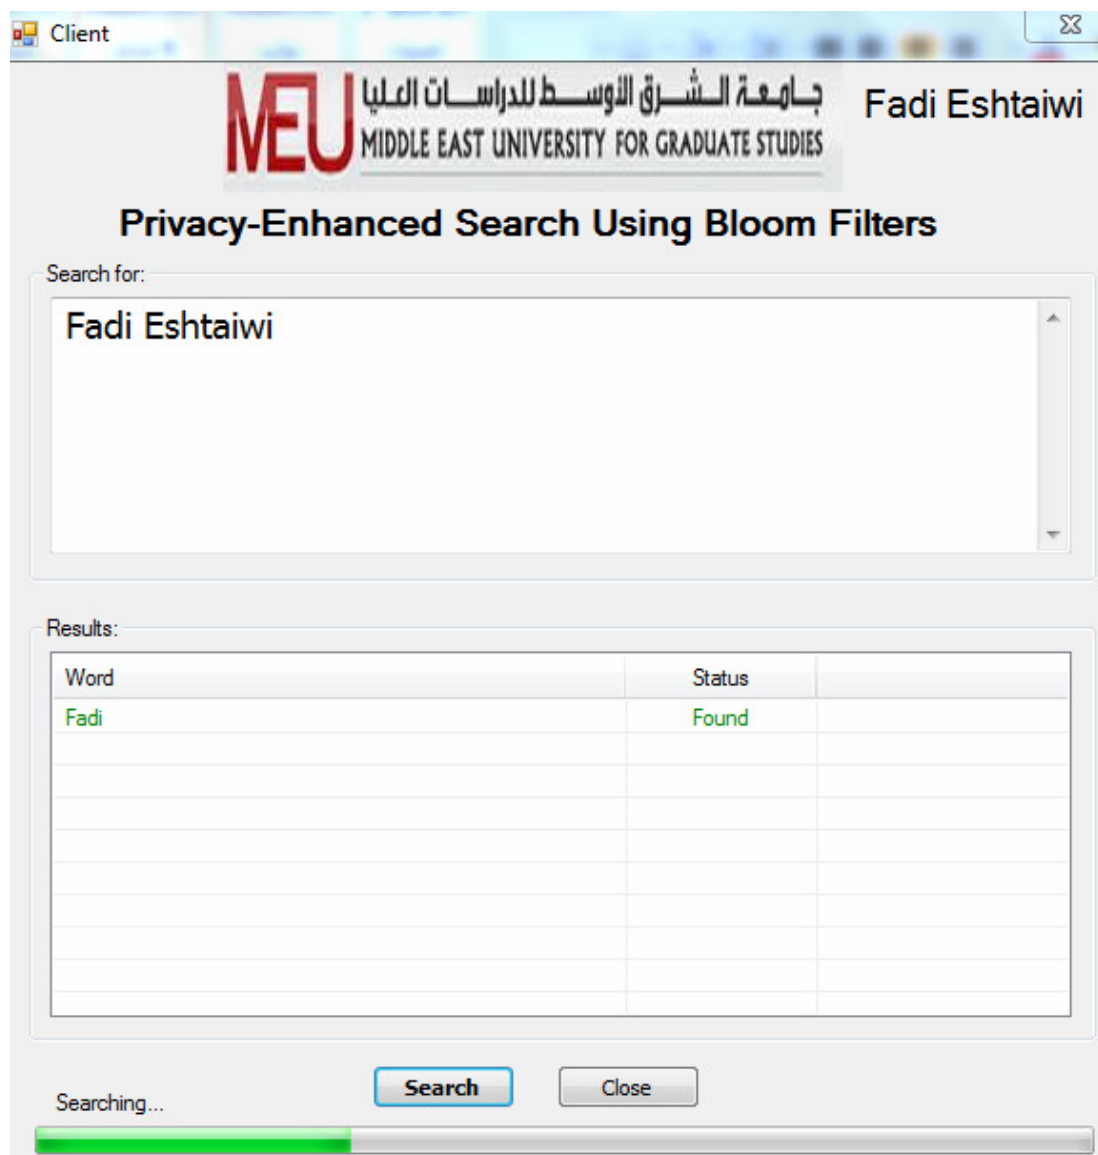 Client
MEU
جامعة الشرق الأوسط للدراسات العليا
MIDDLE EAST UNIVERSITY FOR GRADUATE STUDIES
Fadi Eshtaiwi
Privacy-Enhanced Search Using Bloom Filters
Search for:
Fadi Eshtaiwi
Results:
Word Status
Fadi Found
Search Close
Searching...